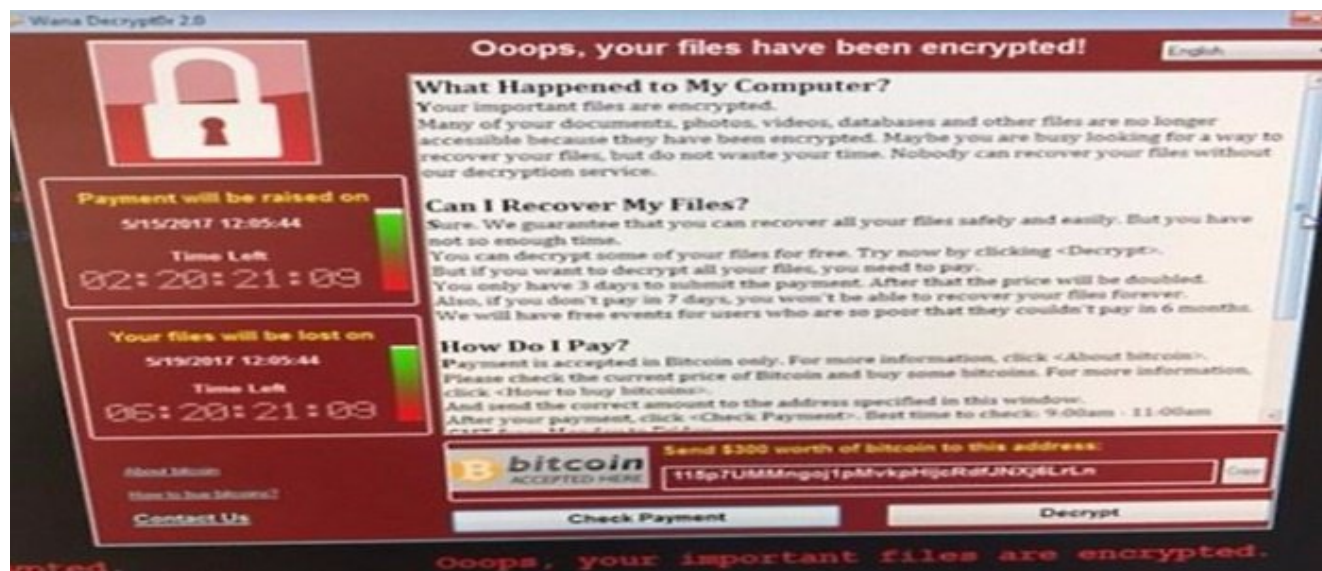 Wana Decrypt0r 2.0
Ooops, your files have been encrypted!
English
What Happened to My Computer?
Your important files are encrypted.
Many of your documents, photos, videos, databases and other files are no longer
accessible because they have been encrypted. Maybe you are busy looking for a way to
recover your files, but do not waste your time. Nobody can recover your files without
our decryption service.
Can I Recover My Files?
Sure. We guarantee that you can recover all your files safely and easily. But you have
not so enough time.
You can decrypt some of your files for free. Try now by clicking <Decrypt>.
But if you want to decrypt all your files, you need to pay.
You only have 3 days to submit the payment. After that the price will be doubled.
Also, if you don't pay in 7 days, you won't be able to recover your files forever.
We will have free events for users who are so poor that they couldn't pay in 6 months.
How Do I Pay?
Payment is accepted in Bitcoin only. For more information, click <About bitcoin>.
Please check the current price of Bitcoin and buy some bitcoins. For more information,
click <How to buy bitcoins>.
And send the correct amount to the address specified in this window.
After your payment, click <Check Payment>. Best time to check: 9:00am - 11:00am
Payment will be raised on
5/15/2017 12:05:44
Time Left
02:20:21:09
Your files will be lost on
5/19/2017 12:05:44
Time Left
06:20:21:09
About bitcoin
How to buy bitcoins?
Contact Us
bitcoin
ACCEPTED HERE
Send $300 worth of bitcoin to this address:
Copy
Check Payment
Decrypt
ypted.
Ooops, your important files are encrypted.